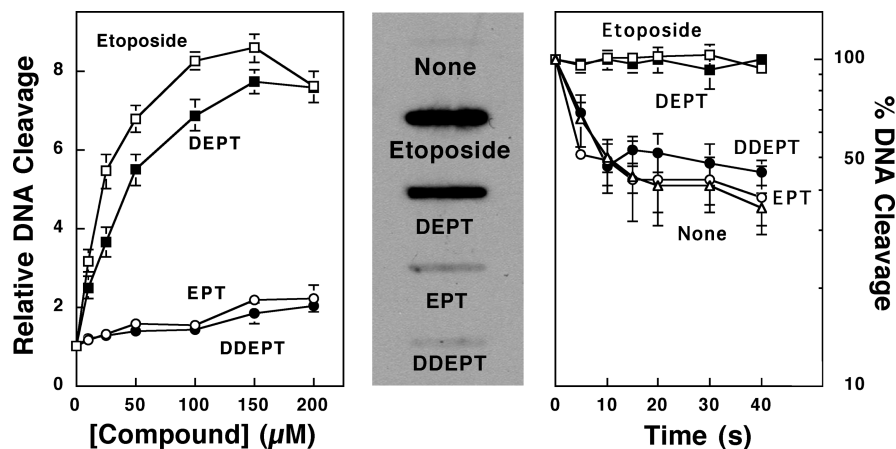 Relative DNA Cleavage
8
6
4
2
0
Etoposide
DEPT
EPT
DDEPT
0 50 100 150 200
[Compound] (µM)
None
Etoposide
DEPT
EPT
DDEPT
Etoposide
DEPT
DDEPT
EPT
None
100
50
10
% DNA Cleavage
0 10 20 30 40
Time (s)